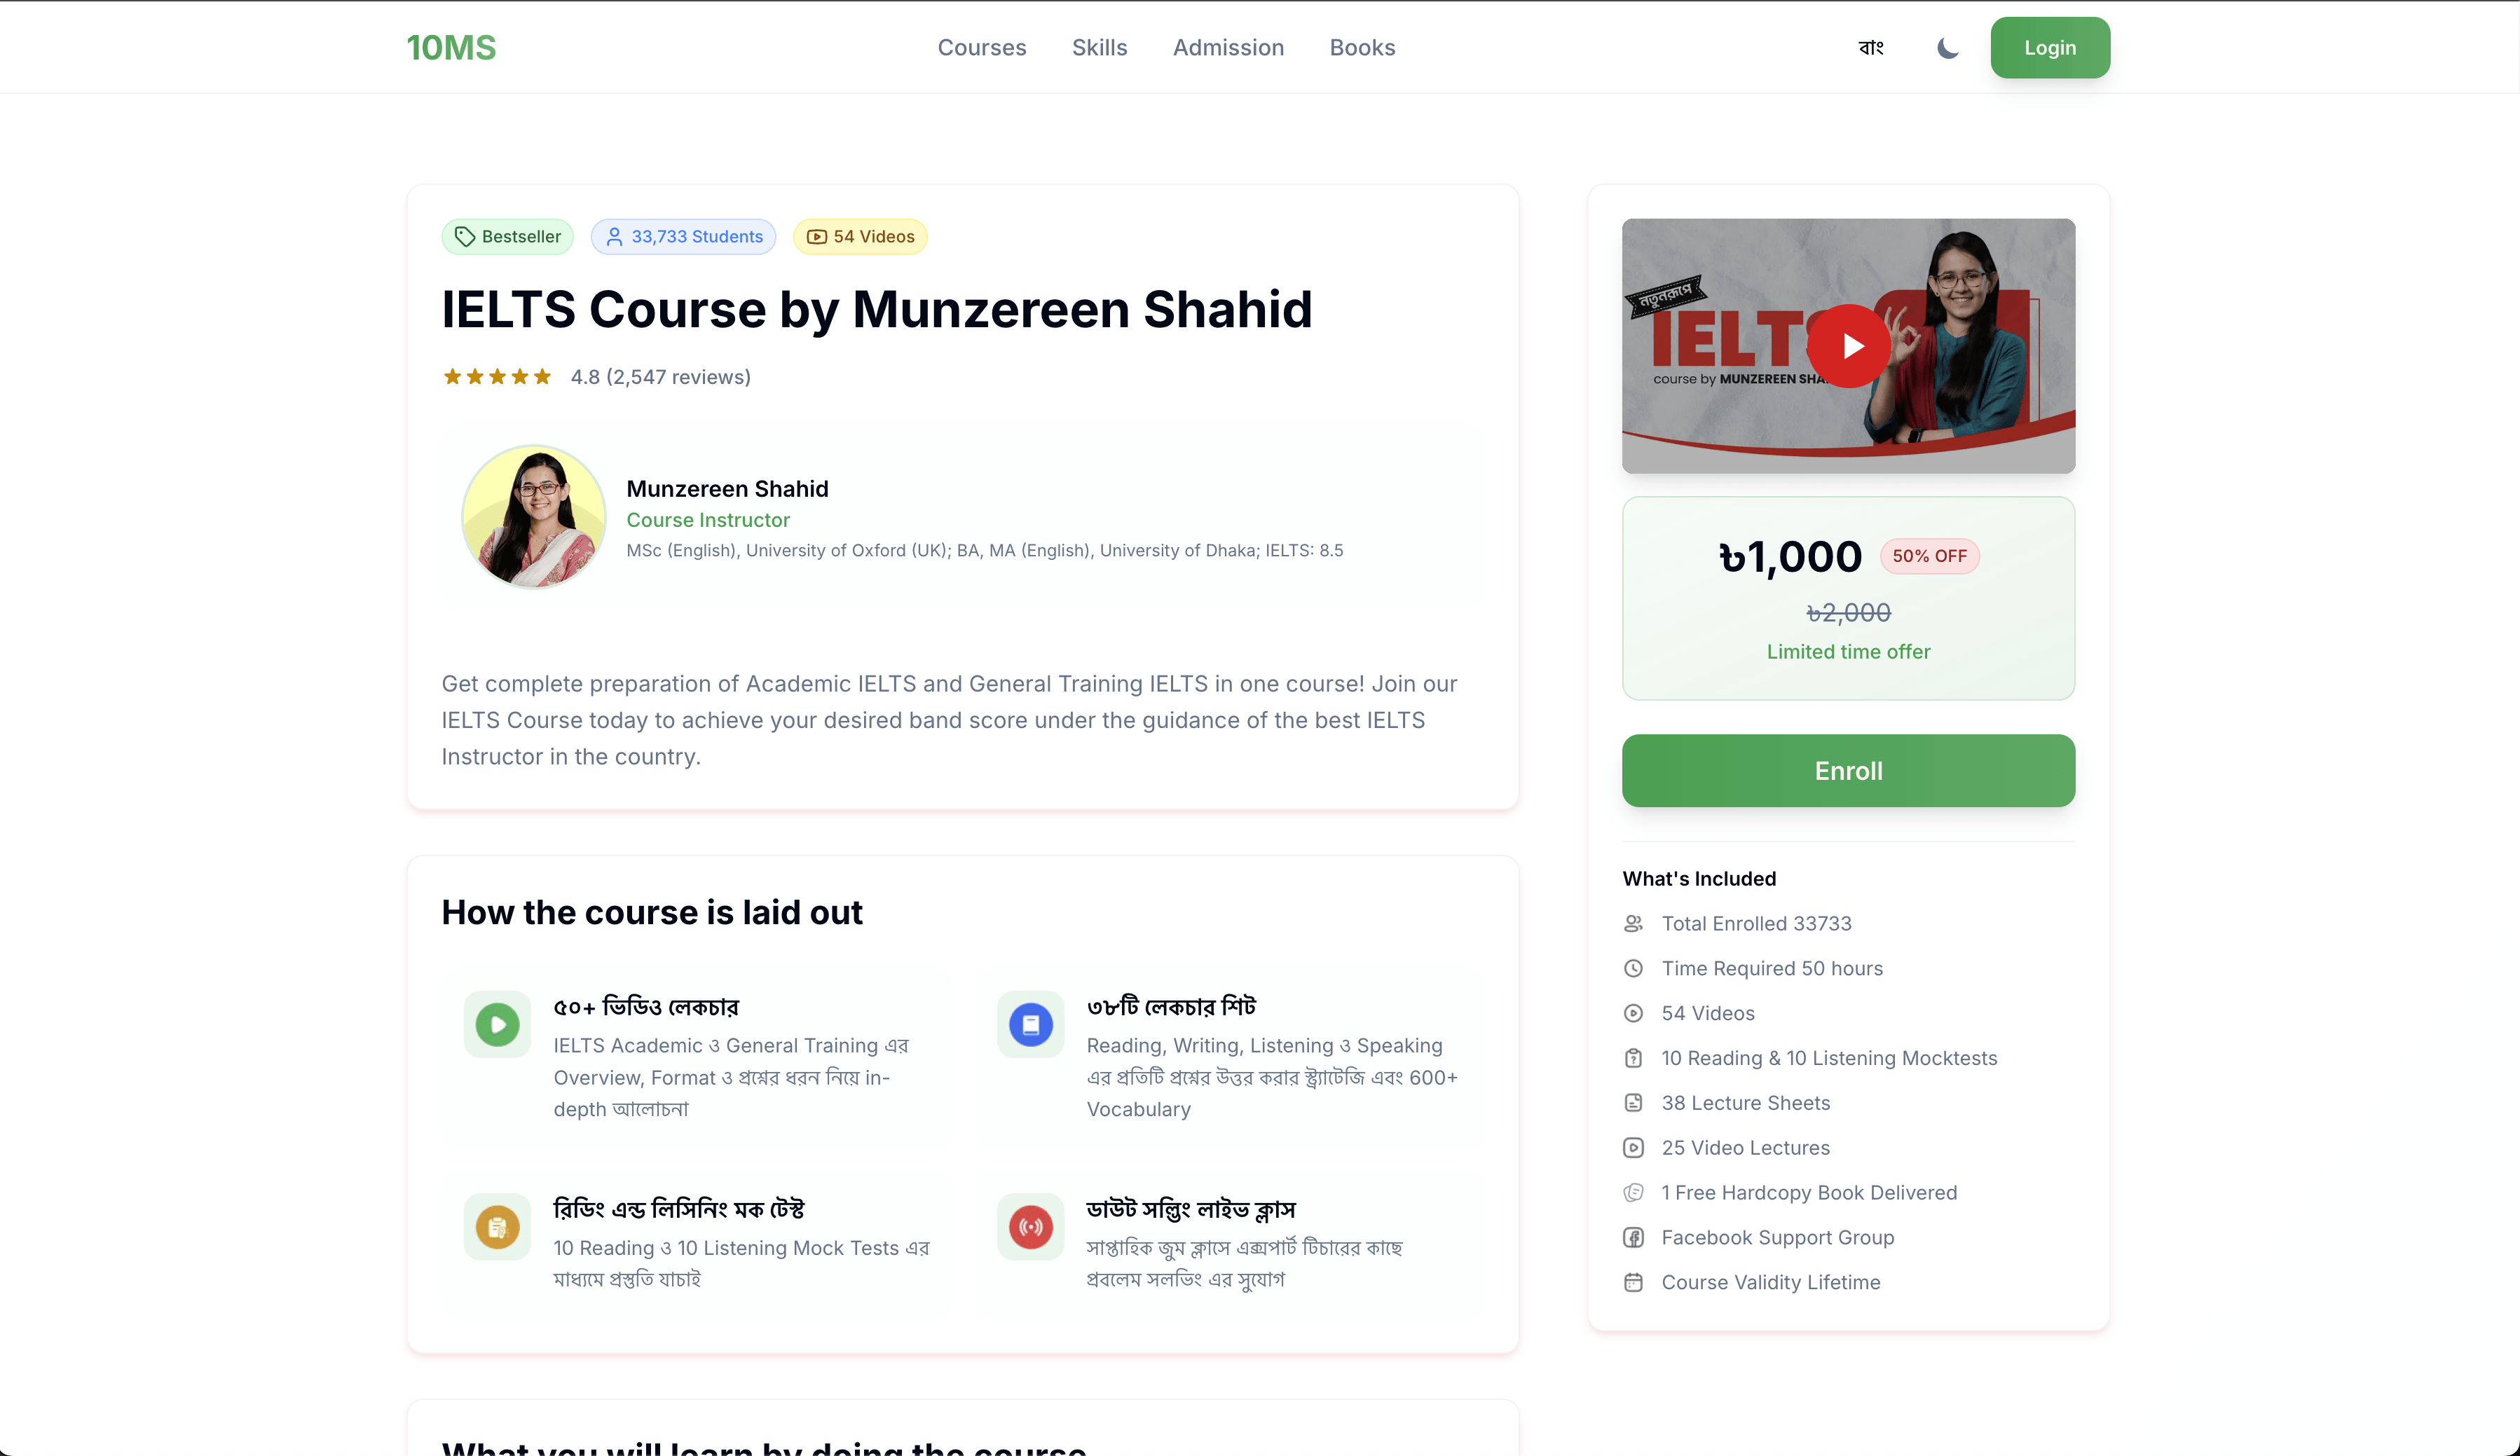 10MS
Courses
Skills
Admission
Books
বাং
Login
Bestseller
33,733 Students
54 Videos
IELTS Course by Munzereen Shahid
4.8 (2,547 reviews)
Munzereen Shahid
Course Instructor
MSc (English), University of Oxford (UK); BA, MA (English), University of Dhaka; IELTS: 8.5
Get complete preparation of Academic IELTS and General Training IELTS in one course! Join our
IELTS Course today to achieve your desired band score under the guidance of the best IELTS
Instructor in the country.
How the course is laid out
৫০+ ভিডিও লেকচার
IELTS Academic ও General Training এর
Overview, Format ও প্রশ্নের ধরন নিয়ে in-
depth আলোচনা
৩৮টি লেকচার শিট
Reading, Writing, Listening ও Speaking
এর প্রতিটি প্রশ্নের উত্তর করার স্ট্র্যাটেজি এবং 600+
Vocabulary
রিডিং এন্ড লিসিনিং মক টেস্ট
10 Reading ও 10 Listening Mock Tests এর
মাধ্যমে প্রস্তুতি যাচাই
ডাউট সল্ভিং লাইভ ক্লাস
সাপ্তাহিক জুম ক্লাসে এক্সপার্ট টিচারের কাছে
প্রবলেম সলভিং এর সুযোগ
What you will learn by doing the course
নতুনরূপে
IELTS
course by MUNZEREEN
৳1,000
50% OFF
৳2,000
Limited time offer
Enroll
What's Included
Total Enrolled 33733
Time Required 50 hours
54 Videos
10 Reading & 10 Listening Mocktests
38 Lecture Sheets
25 Video Lectures
1 Free Hardcopy Book Delivered
Facebook Support Group
Course Validity Lifetime